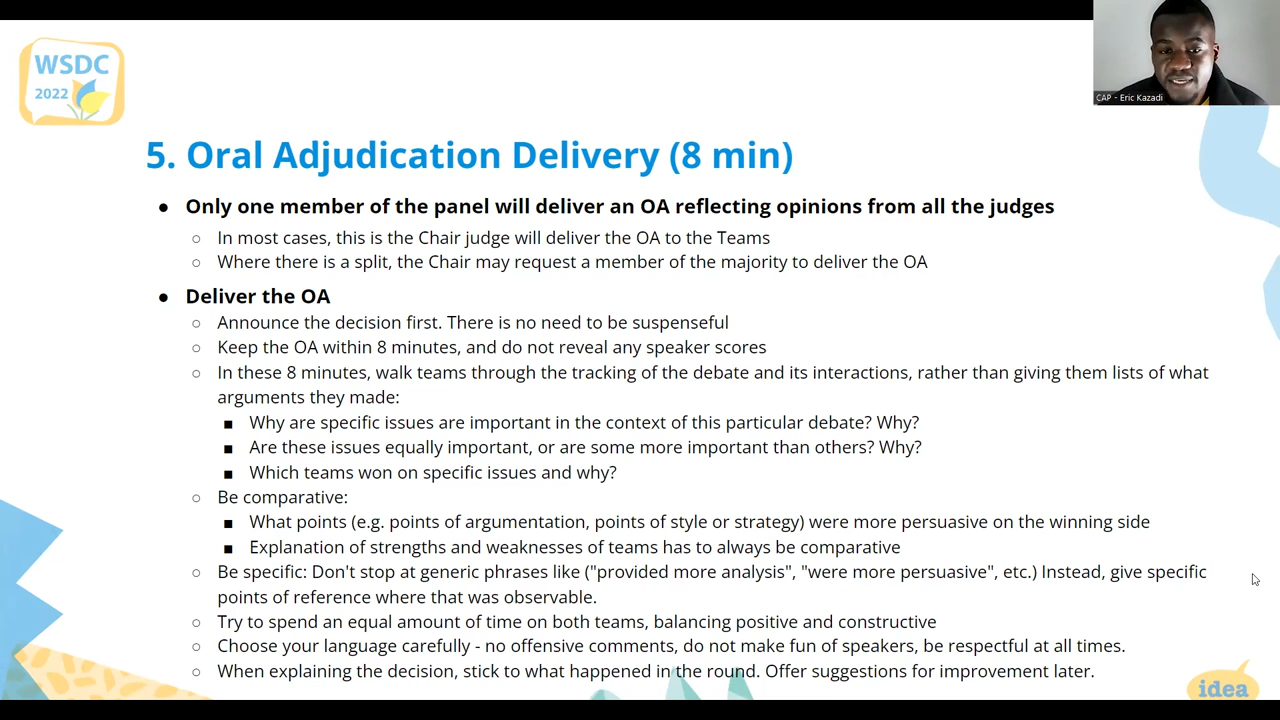 WSDC
2022
CAP - Eric Kazadi
5. Oral Adjudication Delivery (8 min)
● Only one member of the panel will deliver an OA reflecting opinions from all the judges
○ In most cases, this is the Chair judge will deliver the OA to the Teams
○ Where there is a split, the Chair may request a member of the majority to deliver the OA
● Deliver the OA
○ Announce the decision first. There is no need to be suspenseful
○ Keep the OA within 8 minutes, and do not reveal any speaker scores
○ In these 8 minutes, walk teams through the tracking of the debate and its interactions, rather than giving them lists of what
arguments they made:
■ Why are specific issues are important in the context of this particular debate? Why?
■ Are these issues equally important, or are some more important than others? Why?
■ Which teams won on specific issues and why?
○ Be comparative:
■ What points (e.g. points of argumentation, points of style or strategy) were more persuasive on the winning side
■ Explanation of strengths and weaknesses of teams has to always be comparative
○ Be specific: Don't stop at generic phrases like ("provided more analysis", "were more persuasive", etc.) Instead, give specific
points of reference where that was observable.
○ Try to spend an equal amount of time on both teams, balancing positive and constructive
○ Choose your language carefully - no offensive comments, do not make fun of speakers, be respectful at all times.
○ When explaining the decision, stick to what happened in the round. Offer suggestions for improvement later.
idea